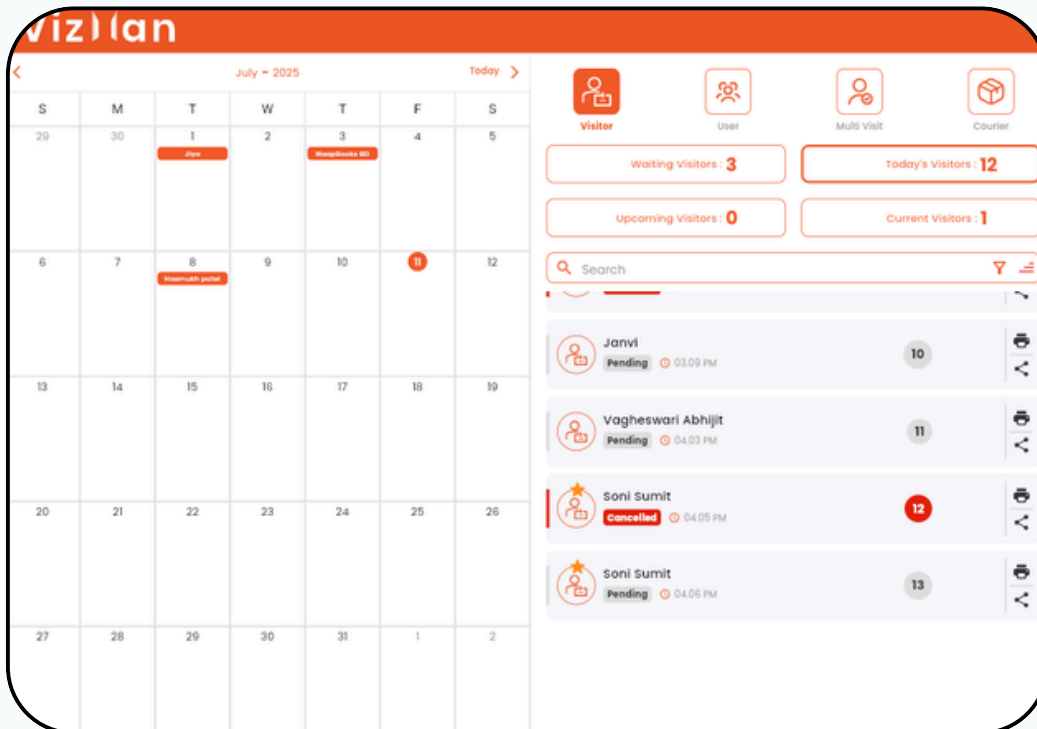 July - 2025
Today
S M T W T F S
29 30 1 2 3 4 5
Jiya
6 7 8 9 10 11 12
Hasmukh patel
13 14 15 16 17 18 19
20 21 22 23 24 25 26
27 28 29 30 31 1 2
Visitor User Multi Visit Courier
Waiting Visitors : 3
Today's Visitors : 12
Upcoming Visitors : 0
Current Visitors : 1
Search
Janvi
Pending 03.09 PM
10
Vagheswari Abhijit
Pending 04.03 PM
11
Soni Sumit
Cancelled 04.05 PM
12
Soni Sumit
Pending 04.06 PM
13